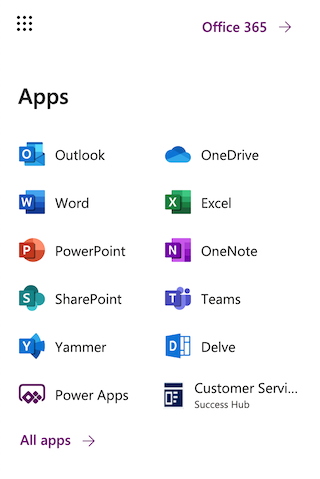 Office 365
Apps
Outlook
OneDrive
Word
Excel
PowerPoint
OneNote
SharePoint
Teams
Yammer
Delve
Power Apps
Customer Servi...
Success Hub
All apps